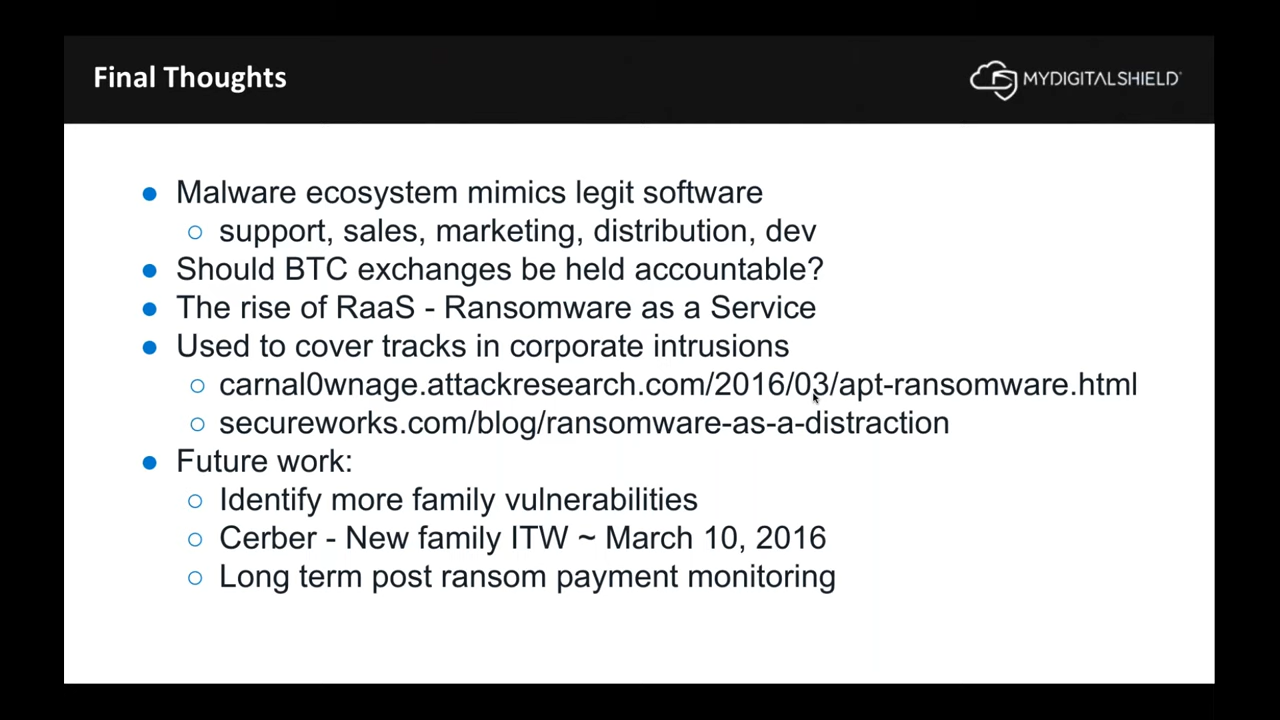 Final Thoughts
MYDIGITALSHIELD
● Malware ecosystem mimics legit software
○ support, sales, marketing, distribution, dev
● Should BTC exchanges be held accountable?
● The rise of RaaS - Ransomware as a Service
● Used to cover tracks in corporate intrusions
○ carnal0wnage.attackresearch.com/2016/03/apt-ransomware.html
○ secureworks.com/blog/ransomware-as-a-distraction
● Future work:
○ Identify more family vulnerabilities
○ Cerber - New family ITW ~ March 10, 2016
○ Long term post ransom payment monitoring